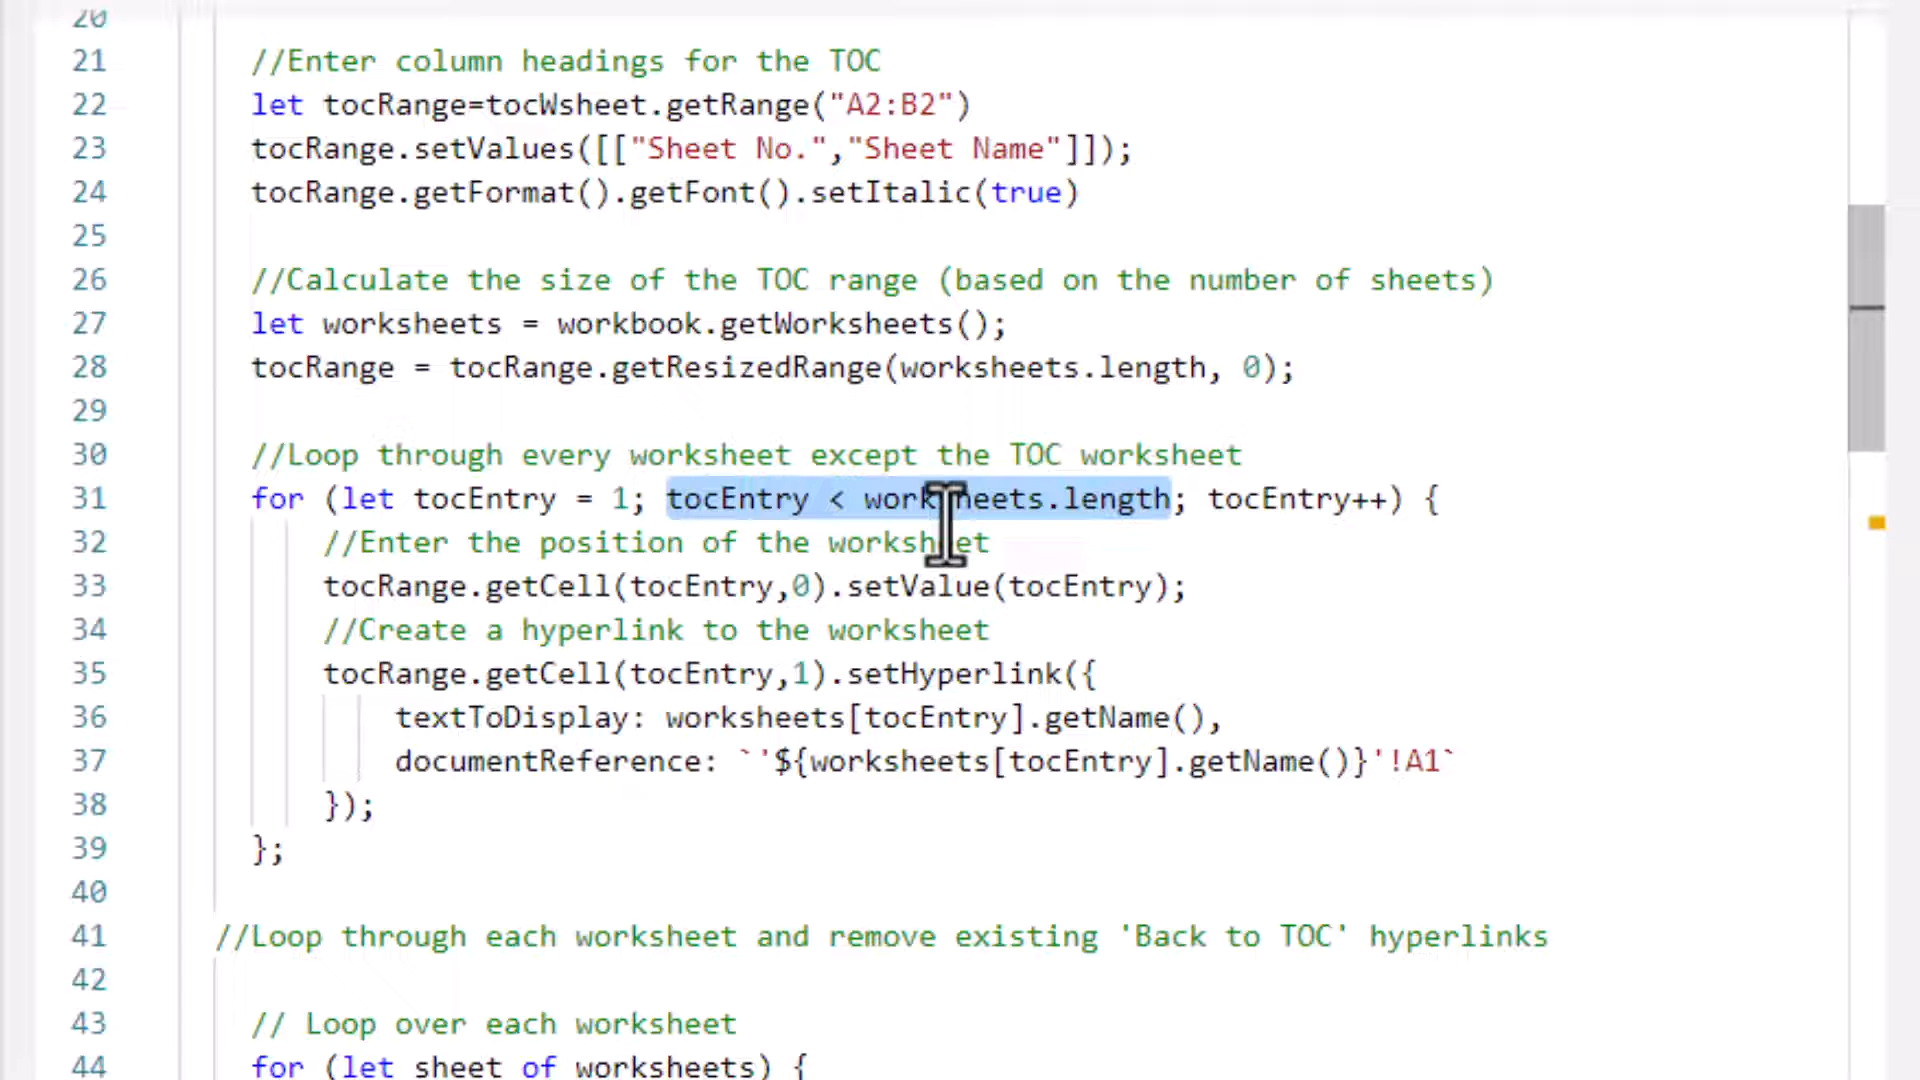 20
21 //Enter column headings for the TOC
22 let tocRange=tocWsheet.getRange("A2:B2")
23 tocRange.setValues([["Sheet No.","Sheet Name"]]);
24 tocRange.getFormat().getFont().setItalic(true)
25
26 //Calculate the size of the TOC range (based on the number of sheets)
27 let worksheets = workbook.getWorksheets();
28 tocRange = tocRange.getResizedRange(worksheets.length, 0);
29
30 //Loop through every worksheet except the TOC worksheet
31 for (let tocEntry = 1; tocEntry < worksheets.length; tocEntry++) {
32 //Enter the position of the worksheet
33 tocRange.getCell(tocEntry,0).setValue(tocEntry);
34 //Create a hyperlink to the worksheet
35 tocRange.getCell(tocEntry,1).setHyperlink({
36 textToDisplay: worksheets[tocEntry].getName(),
37 documentReference: `'${worksheets[tocEntry].getName()}'!A1`
38 });
39 };
40
41 //Loop through each worksheet and remove existing 'Back to TOC' hyperlinks
42
43 // Loop over each worksheet
44 for (let sheet of worksheets) {